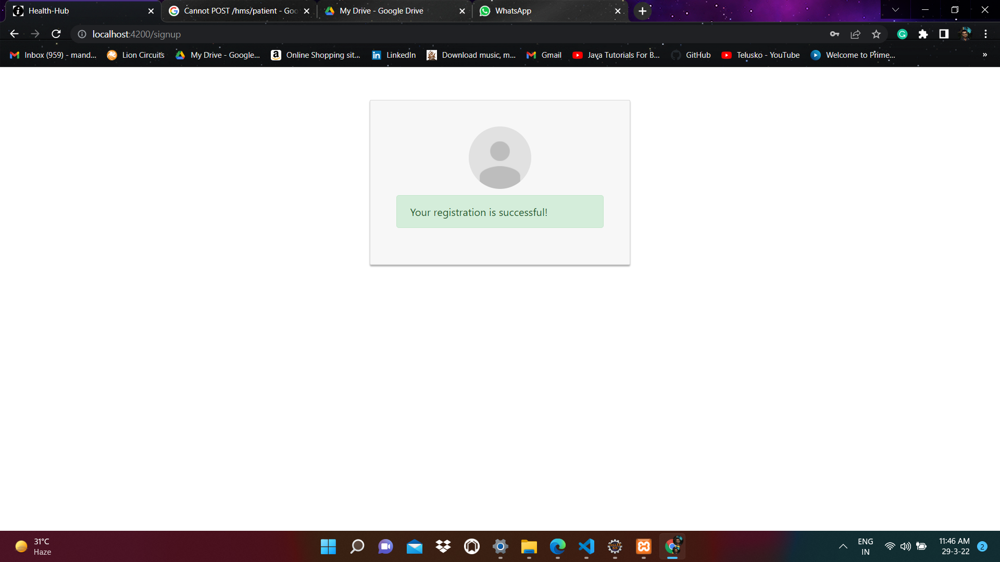 Health-Hub
Cannot POST /hms/patient - Goo
My Drive - Google Drive
WhatsApp
localhost:4200/signup
Inbox (959) - mand...
Lion Circuits
My Drive - Google...
Online Shopping sit...
LinkedIn
Download music, m...
Gmail
Java Tutorials For B...
GitHub
Telusko - YouTube
Welcome to Prime...
»
Your registration is successful!
31°C
Haze
ENG
IN
11:46 AM
29-3-22
2